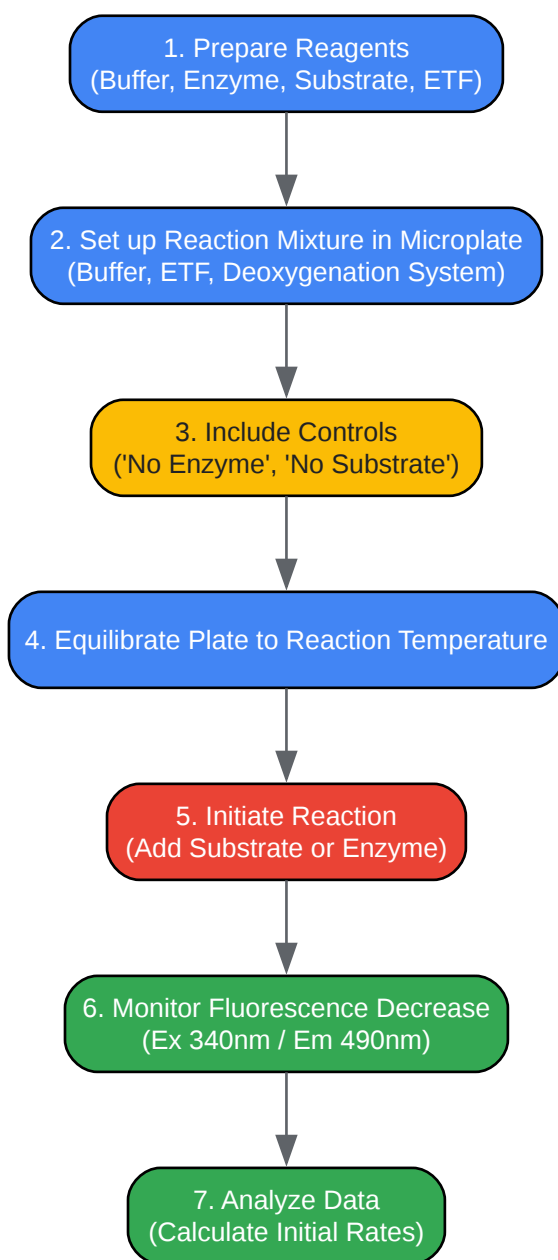 1. Prepare Reagents
(Buffer, Enzyme, Substrate, ETF)
2. Set up Reaction Mixture in Microplate
(Buffer, ETF, Deoxygenation System)
3. Include Controls
('No Enzyme', 'No Substrate')
4. Equilibrate Plate to Reaction Temperature
5. Initiate Reaction
(Add Substrate or Enzyme)
6. Monitor Fluorescence Decrease
(Ex 340nm / Em 490nm)
7. Analyze Data
(Calculate Initial Rates)